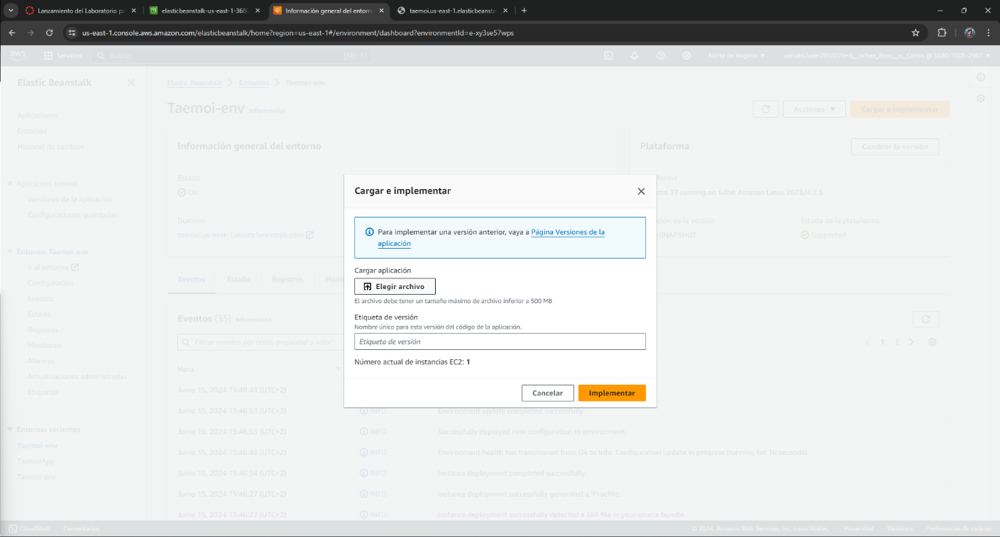 Lanzamiento del Laboratorio pa
elasticbeanstalk-us-east-1-3680
Información general del entorn
taemoi.us-east-1.elasticbeansta
us-east-1.console.aws.amazon.com/elasticbeanstalk/home?region=us-east-1#/environment/dashboard?environmentId=e-xy3se57wps
aws
Servicios
Buscar
[Alt+S]
Norte de Virginia
Elastic Beanstalk
Elastic Beanstalk
Entornos
Taemoi-env
Taemoi-env
Información
Acciones
Cargar e implementar
Aplicaciones
Entornos
Historial de cambios
Aplicación: taemoi
Versiones de la aplicación
Configuraciones guardadas
Entorno: Taemoi-env
Ir al entorno
Configuración
Eventos
Estado
Registros
Monitoreo
Alarmas
Actualizaciones administradas
Etiquetas
Entornos recientes
Taemoi-env
TaemoiApp
Taemoi-env
Información general del entorno
Estado
Ok
Dominio
taemoi.us-east-1.elasticbeanstalk.com
Plataforma
Cambiar la versión
17 running on 64bit Amazon Linux 2023/4.2.5
de la versión
-SNAPSHOT
Estado de la plataforma
Supported
Cargar e implementar
Para implementar una versión anterior, vaya a Página Versiones de la
aplicación
Cargar aplicación
Elegir archivo
El archivo debe tener un tamaño máximo de archivo inferior a 500 MB
Etiqueta de versión
Nombre único para esta versión del código de la aplicación.
Etiqueta de versión
Número actual de instancias EC2: 1
Cancelar
Implementar
Eventos
Estado
Registros
Eventos (35)
Información
Filtrar eventos por texto, propiedad o valor
1
2
Hora
Junio 15, 2024 15:48:48 (UTC+2)
Junio 15, 2024 15:46:53 (UTC+2)
INFO
Environment update completed successfully.
Junio 15, 2024 15:46:53 (UTC+2)
INFO
Successfully deployed new configuration to environment.
Junio 15, 2024 15:46:48 (UTC+2)
INFO
Environment health has transitioned from Ok to Info. Configuration update in progress (running for 16 seconds).
Junio 15, 2024 15:46:34 (UTC+2)
INFO
Instance deployment completed successfully.
Junio 15, 2024 15:46:27 (UTC+2)
INFO
Instance deployment successfully generated a 'Procfile'.
Junio 15, 2024 15:46:27 (UTC+2)
INFO
Instance deployment successfully detected a JAR file in your source bundle.
CloudShell
Comentarios
© 2024, Amazon Web Services, Inc. o sus filiales.
Privacidad
Términos
Preferencias de cookies